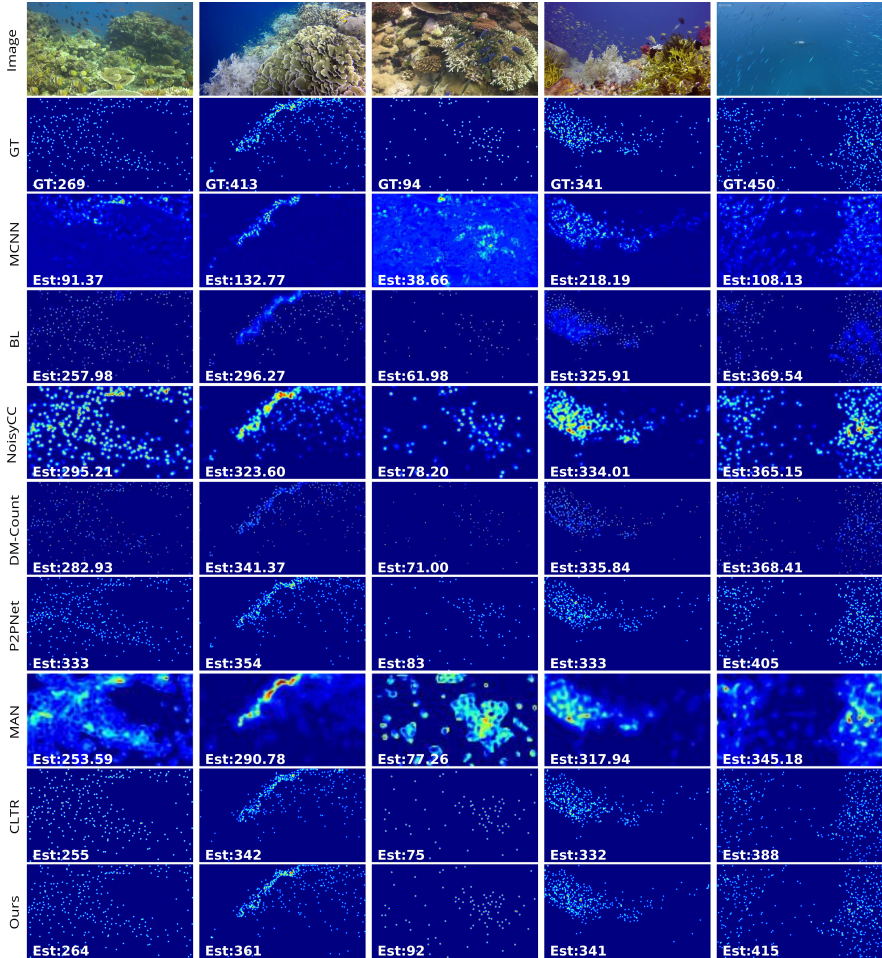 Image
GT
GT:269 GT:413 GT:94 GT:341 GT:450
MCNN
Est:91.37 Est:132.77 Est:38.66 Est:218.19 Est:108.13
BL
Est:257.98 Est:296.27 Est:61.98 Est:325.91 Est:369.54
NoisyCC
Est:295.21 Est:323.60 Est:78.20 Est:334.01 Est:365.15
DM-Count
Est:282.93 Est:341.37 Est:71.00 Est:335.84 Est:368.41
P2PNet
Est:333 Est:354 Est:83 Est:333 Est:405
MAN
Est:253.59 Est:290.78 Est:77.26 Est:317.94 Est:345.18
CLTR
Est:255 Est:342 Est:75 Est:332 Est:388
Ours
Est:264 Est:361 Est:92 Est:341 Est:415